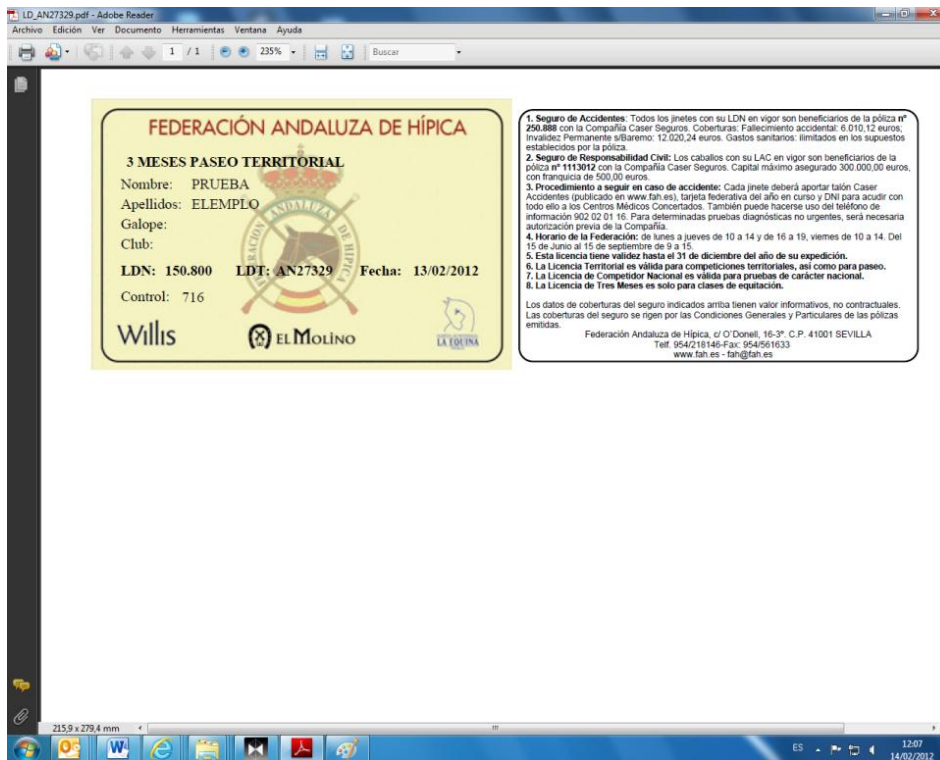 LD_AN27329.pdf - Adobe Reader
Archivo Edición Ver Documento Herramientas Ventana Ayuda
1 / 1 235% Buscar
FEDERACIÓN ANDALUZA DE HÍPICA
3 MESES PASEO TERRITORIAL
Nombre: PRUEBA
Apellidos: ELEMPLO
Galope:
Club:
LDN: 150.800 LDT: AN27329 Fecha: 13/02/2012
Control: 716
FEDERACION ANDALUZA DE HIPICA
Willis EL MOLINO LA EQUINA
1. Seguro de Accidentes: Todos los jinetes con su LDN en vigor son beneficiarios de la póliza nº
250.888 con la Compañía Caser Seguros. Coberturas: Fallecimiento accidental: 6.010,12 euros;
Invalidez Permanente s/Baremo: 12.020,24 euros. Gastos sanitarios: ilimitados en los supuestos
establecidos por la póliza.
2. Seguro de Responsabilidad Civil: Los caballos con su LAC en vigor son beneficiarios de la
póliza nº 1113012 con la Compañía Caser Seguros. Capital máximo asegurado 300.000,00 euros,
con franquicia de 500,00 euros.
3. Procedimiento a seguir en caso de accidente: Cada jinete deberá aportar talón Caser
Accidentes (publicado en www.fah.es), tarjeta federativa del año en curso y DNI para acudir con
todo ello a los Centros Médicos Concertados. También puede hacerse uso del teléfono de
información 902 02 01 16. Para determinadas pruebas diagnósticas no urgentes, será necesaria
autorización previa de la Compañía.
4. Horario de la Federación: de lunes a jueves de 10 a 14 y de 16 a 19, viernes de 10 a 14. Del
15 de Junio al 15 de septiembre de 9 a 15.
5. Esta licencia tiene validez hasta el 31 de diciembre del año de su expedición.
6. La Licencia Territorial es válida para competiciones territoriales, así como para paseo.
7. La Licencia de Competidor Nacional es válida para pruebas de carácter nacional.
8. La Licencia de Tres Meses es solo para clases de equitación.
Los datos de coberturas del seguro indicados arriba tienen valor informativo, no contractuales.
Las coberturas del seguro se rigen por las Condiciones Generales y Particulares de las pólizas
emitidas.
Federación Andaluza de Hípica, c/ O'Donell, 16-3º. C.P. 41001 SEVILLA
Telf. 954/218146-Fax: 954/561633
www.fah.es - fah@fah.es
215,9 x 279,4 mm
ES 12:07
14/02/2012